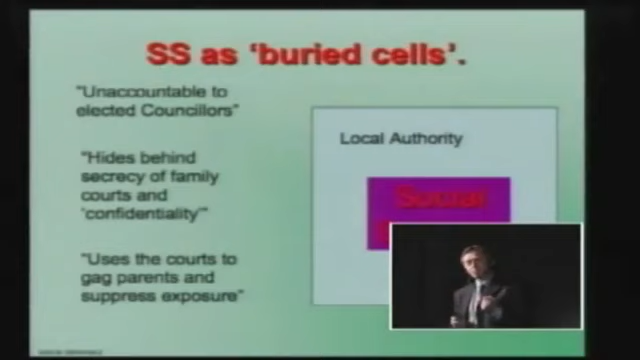 SS as 'buried cells'.
"Unaccountable to
elected Councillors"
"Hides behind
secrecy of family
courts and
'confidentiality'"
"Uses the courts to
gag parents and
suppress exposure"
Local Authority
Social